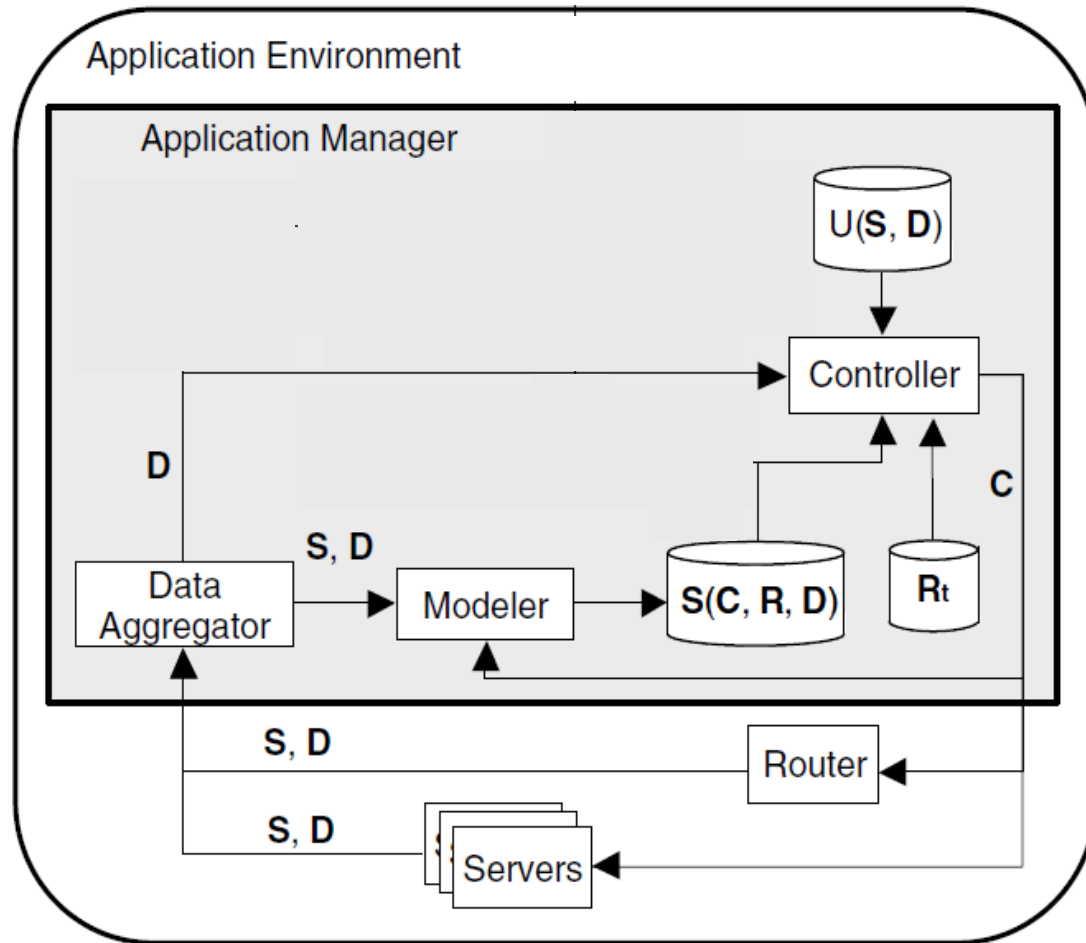 Application Environment
Application Manager
U(S, D)
Controller
D
C
S, D
Data
Aggregator
Modeler
S(C, R, D)
Rt
S, D
Router
S, D
Servers